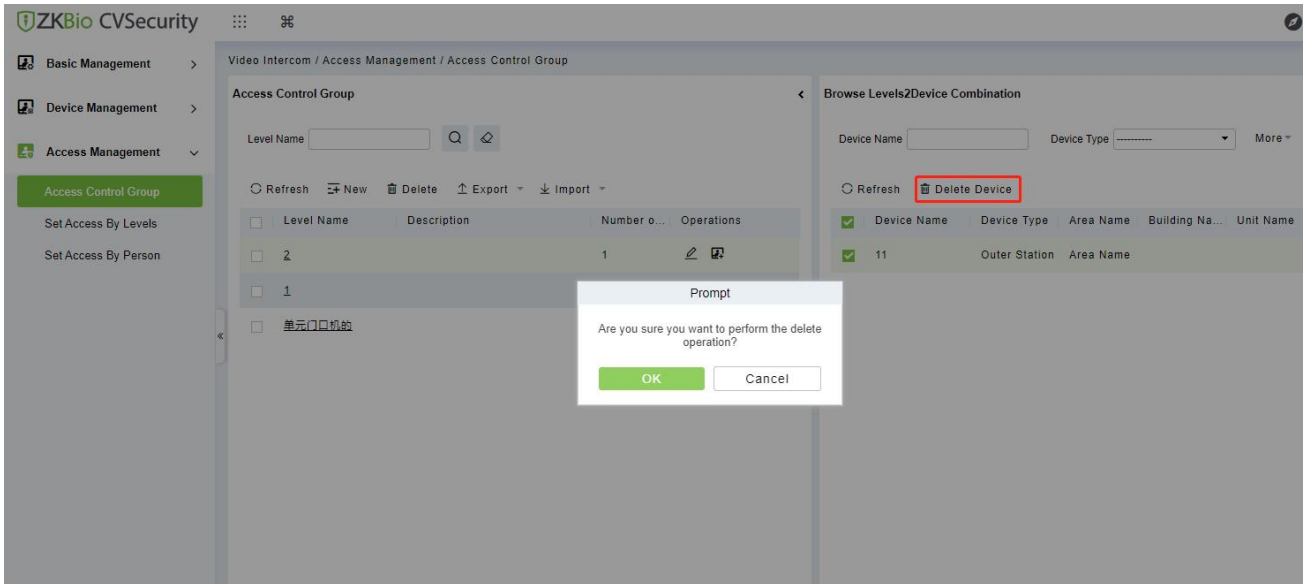 ZKBio CVSecurity
Basic Management
Device Management
Access Management
Access Control Group
Set Access By Levels
Set Access By Person
Video Intercom / Access Management / Access Control Group
Access Control Group
Level Name
Refresh New Delete Export Import
Level Name Description Number o... Operations
2 1
1
单元门口机的
Browse Levels2Device Combination
Device Name Device Type ---------- More
Refresh Delete Device
Device Name Device Type Area Name Building Na... Unit Name
11 Outer Station Area Name
Prompt
Are you sure you want to perform the delete
operation?
OK Cancel